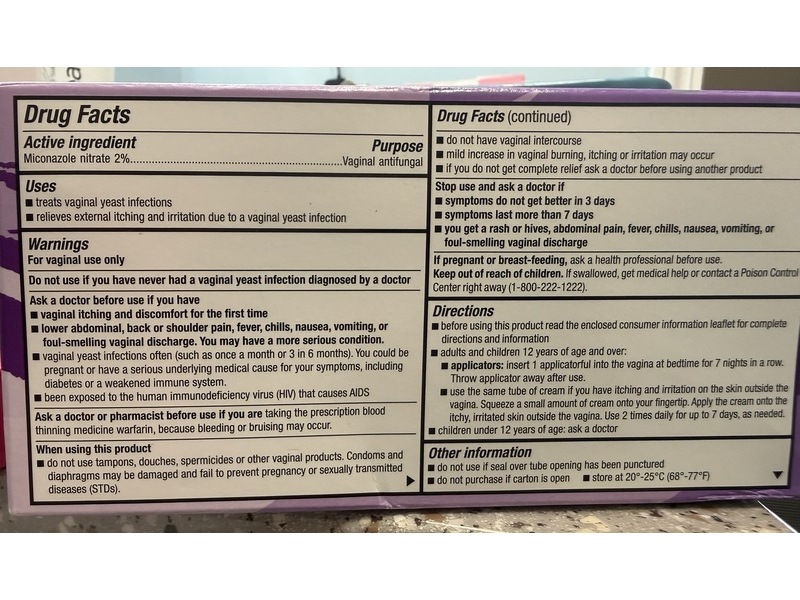 Drug Facts
Active ingredient Purpose
Miconazole nitrate 2%..........................................................Vaginal antifungal
Uses
■ treats vaginal yeast infections
■ relieves external itching and irritation due to a vaginal yeast infection
Warnings
For vaginal use only
Do not use if you have never had a vaginal yeast infection diagnosed by a doctor
Ask a doctor before use if you have
■ vaginal itching and discomfort for the first time
■ lower abdominal, back or shoulder pain, fever, chills, nausea, vomiting, or
foul-smelling vaginal discharge. You may have a more serious condition.
■ vaginal yeast infections often (such as once a month or 3 in 6 months). You could be
pregnant or have a serious underlying medical cause for your symptoms, including
diabetes or a weakened immune system.
■ been exposed to the human immunodeficiency virus (HIV) that causes AIDS
Ask a doctor or pharmacist before use if you are taking the prescription blood
thinning medicine warfarin, because bleeding or bruising may occur.
When using this product
■ do not use tampons, douches, spermicides or other vaginal products. Condoms and
diaphragms may be damaged and fail to prevent pregnancy or sexually transmitted
diseases (STDs).
Drug Facts (continued)
■ do not have vaginal intercourse
■ mild increase in vaginal burning, itching or irritation may occur
■ if you do not get complete relief ask a doctor before using another product
Stop use and ask a doctor if
■ symptoms do not get better in 3 days
■ symptoms last more than 7 days
■ you get a rash or hives, abdominal pain, fever, chills, nausea, vomiting, or
foul-smelling vaginal discharge
If pregnant or breast-feeding, ask a health professional before use.
Keep out of reach of children. If swallowed, get medical help or contact a Poison Control
Center right away (1-800-222-1222).
Directions
■ before using this product read the enclosed consumer information leaflet for complete
directions and information
■ adults and children 12 years of age and over:
■ applicators: insert 1 applicatorful into the vagina at bedtime for 7 nights in a row.
Throw applicator away after use.
■ use the same tube of cream if you have itching and irritation on the skin outside the
vagina. Squeeze a small amount of cream onto your fingertip. Apply the cream onto the
itchy, irritated skin outside the vagina. Use 2 times daily for up to 7 days, as needed.
■ children under 12 years of age: ask a doctor
Other information
■ do not use if seal over tube opening has been punctured
■ do not purchase if carton is open ■ store at 20°-25°C (68°-77°F)